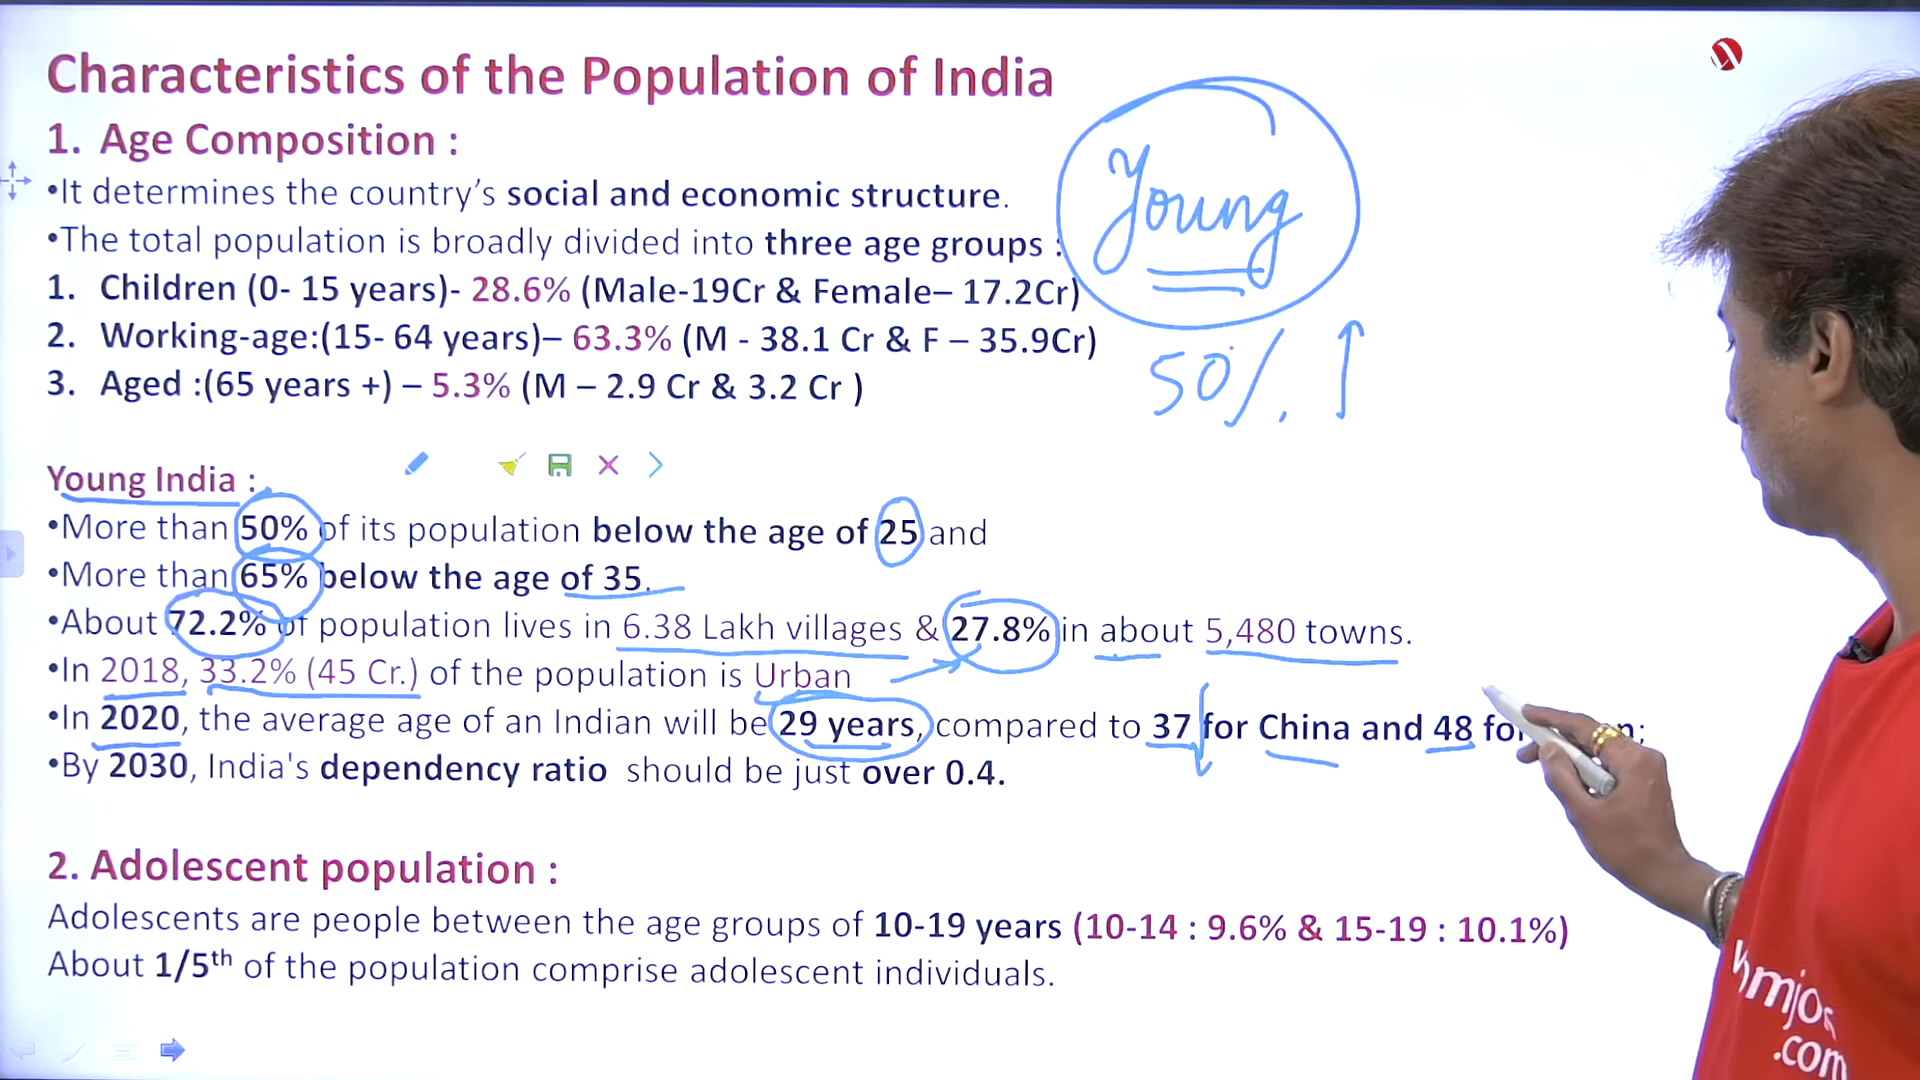 Characteristics of the Population of India
1. Age Composition :
•It determines the country’s social and economic structure.
•The total population is broadly divided into three age groups :
1. Children (0- 15 years)- 28.6% (Male-19Cr & Female– 17.2Cr)
2. Working-age:(15- 64 years)– 63.3% (M - 38.1 Cr & F – 35.9Cr)
3. Aged :(65 years +) – 5.3% (M – 2.9 Cr & 3.2 Cr )
Young
50%
Young India :
•More than 50% of its population below the age of 25 and
•More than 65% below the age of 35.
•About 72.2% of population lives in 6.38 Lakh villages & 27.8% in about 5,480 towns.
•In 2018, 33.2% (45 Cr.) of the population is Urban
•In 2020, the average age of an Indian will be 29 years, compared to 37 for China and 48
•By 2030, India's dependency ratio should be just over 0.4.
2. Adolescent population :
Adolescents are people between the age groups of 10-19 years (10-14 : 9.6% & 15-19 : 10.1%)
About 1/5th of the population comprise adolescent individuals.
.com